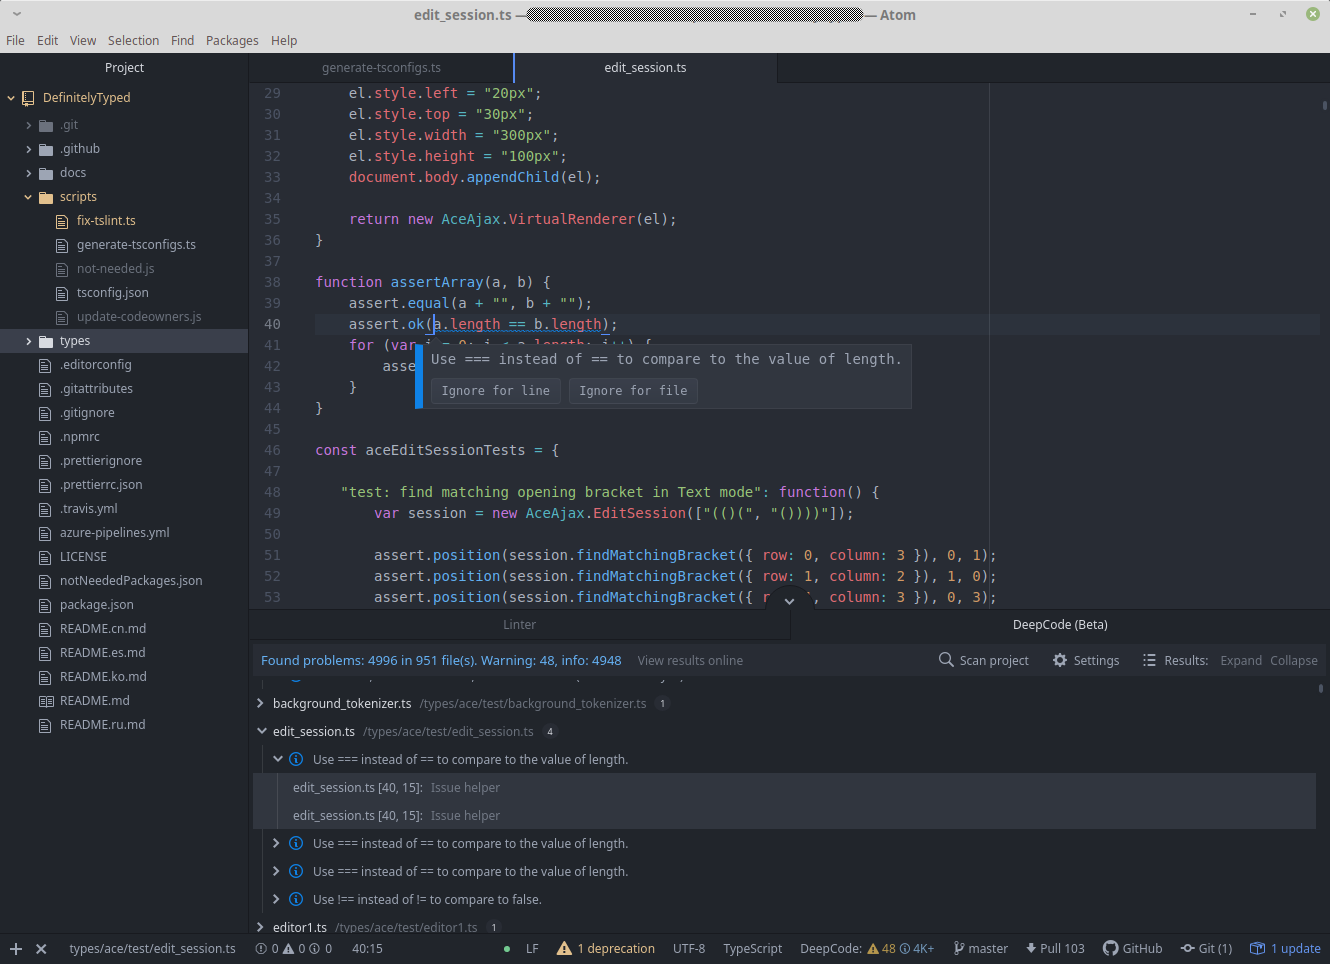 edit_session.ts — — Atom
File Edit View Selection Find Packages Help
Project
DefinitelyTyped
.git
.github
docs
scripts
fix-tslint.ts
generate-tsconfigs.ts
not-needed.js
tsconfig.json
update-codeowners.js
types
.editorconfig
.gitattributes
.gitignore
.npmrc
.prettierignore
.prettierrc.json
.travis.yml
azure-pipelines.yml
LICENSE
notNeededPackages.json
package.json
README.cn.md
README.es.md
README.ko.md
README.md
README.ru.md
generate-tsconfigs.ts edit_session.ts
29 el.style.left = "20px";
30 el.style.top = "30px";
31 el.style.width = "300px";
32 el.style.height = "100px";
33 document.body.appendChild(el);
34
35 return new AceAjax.VirtualRenderer(el);
36 }
37
38 function assertArray(a, b) {
39 assert.equal(a + "", b + "");
40 assert.ok(a.length == b.length);
41 for (var i = 0; i < a.length; i++) {
42 asse
43 }
44 }
45
46 const aceEditSessionTests = {
47
48 "test: find matching opening bracket in Text mode": function() {
49 var session = new AceAjax.EditSession(["(()(", "())))"]);
50
51 assert.position(session.findMatchingBracket({ row: 0, column: 3 }), 0, 1);
52 assert.position(session.findMatchingBracket({ row: 1, column: 2 }), 1, 0);
53 assert.position(session.findMatchingBracket({ , column: 3 }), 0, 3);
Use === instead of == to compare to the value of length.
Ignore for line Ignore for file
Linter DeepCode (Beta)
Found problems: 4996 in 951 file(s). Warning: 48, info: 4948 View results online Scan project Settings Results: Expand Collapse
background_tokenizer.ts /types/ace/test/background_tokenizer.ts 1
edit_session.ts /types/ace/test/edit_session.ts 4
Use === instead of == to compare to the value of length.
edit_session.ts [40, 15]: Issue helper
edit_session.ts [40, 15]: Issue helper
Use === instead of == to compare to the value of length.
Use === instead of == to compare to the value of length.
Use !== instead of != to compare to false.
editor1.ts /types/ace/test/editor1.ts 1
types/ace/test/edit_session.ts 0 0 0 40:15 LF 1 deprecation UTF-8 TypeScript DeepCode: 48 4K+ master Pull 103 GitHub Git (1) 1 update